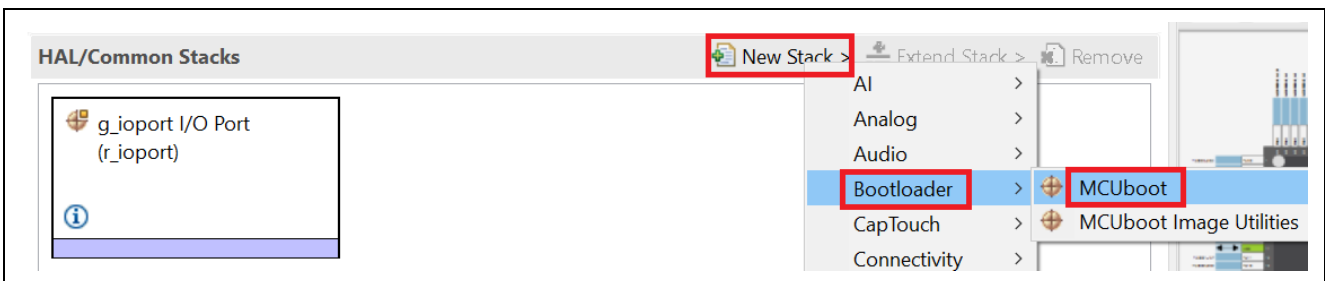 HAL/Common Stacks
New Stack > Extend Stack > Remove
g_ioport I/O Port
(r_ioport)
AI >
Analog >
Audio >
Bootloader >
CapTouch >
Connectivity >
MCUboot
MCUboot Image Utilities